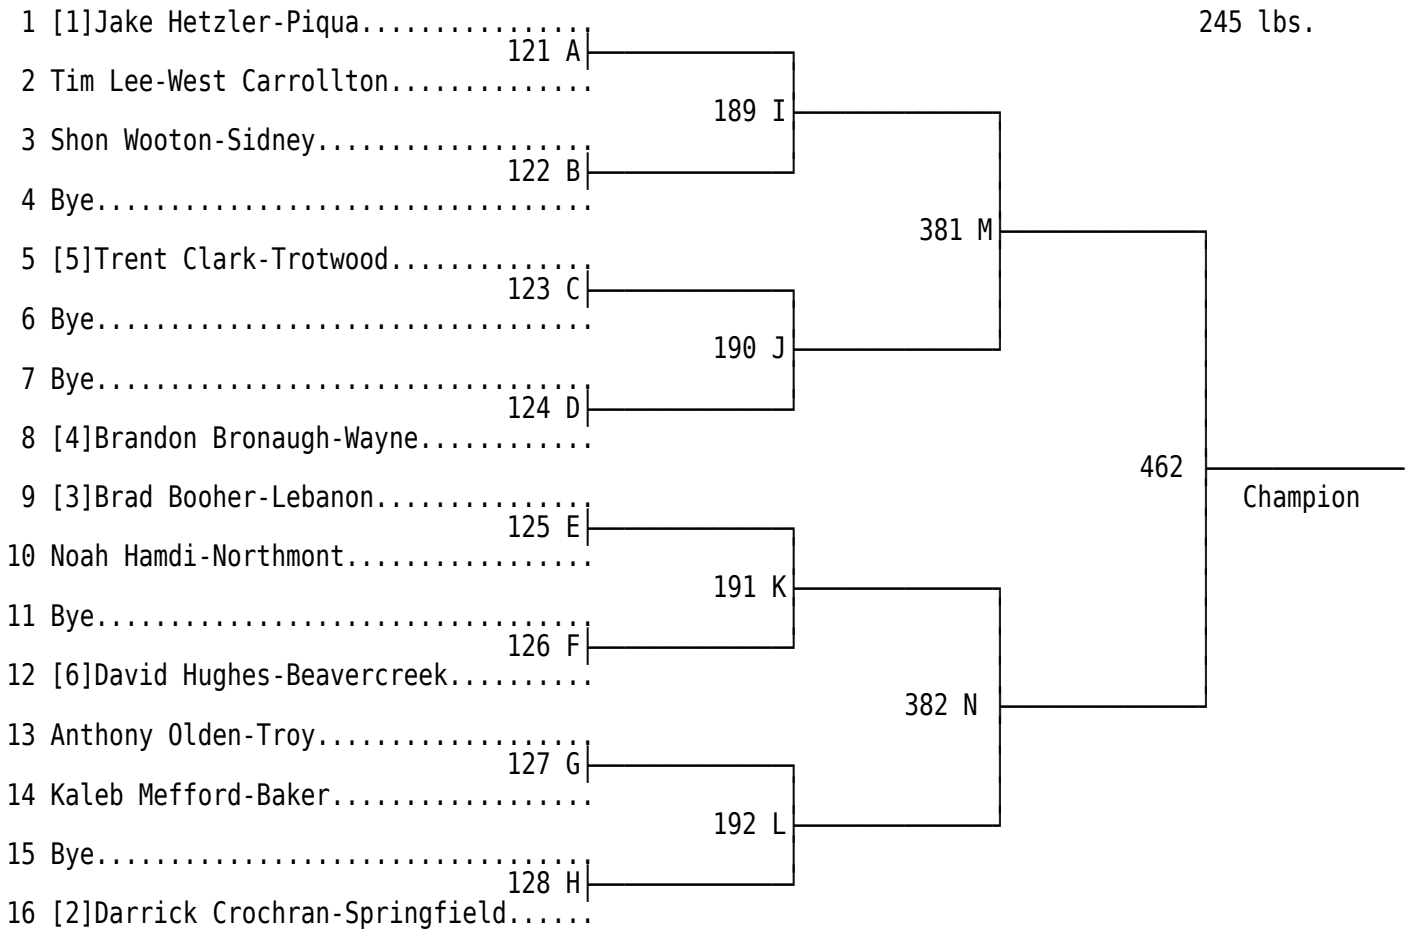 1 [1]Jake Hetzler-Piqua................ 245 lbs.
121 A
2 Tim Lee-West Carrollton..............
189 I
3 Shon Wooton-Sidney...................
122 B
4 Bye..................................
381 M
5 [5]Trent Clark-Trotwood..............
123 C
6 Bye..................................
190 J
7 Bye..................................
124 D
8 [4]Brandon Bronaugh-Wayne............
462
9 [3]Brad Booher-Lebanon............... Champion
125 E
10 Noah Hamdi-Northmont.................
191 K
11 Bye..................................
126 F
12 [6]David Hughes-Beavercreek..........
382 N
13 Anthony Olden-Troy...................
127 G
14 Kaleb Mefford-Baker..................
192 L
15 Bye..................................
128 H
16 [2]Darrick Crochran-Springfield......